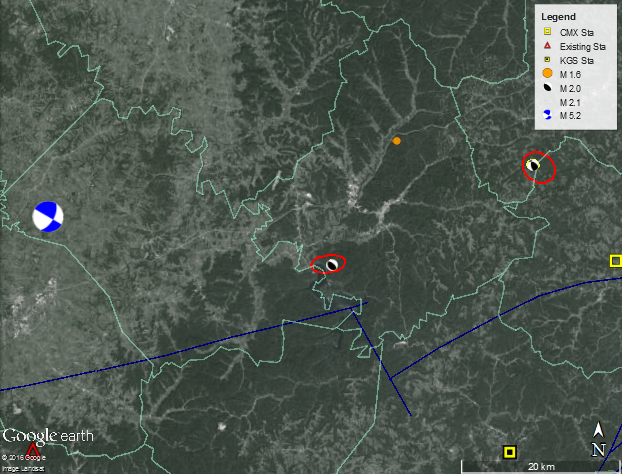 Legend
CMX Sta
Existing Sta
KGS Sta
M 1.6
M 2.0
M 2.1
M 5.2
Google earth
© 2016 Google
Image Landsat
N
20 km